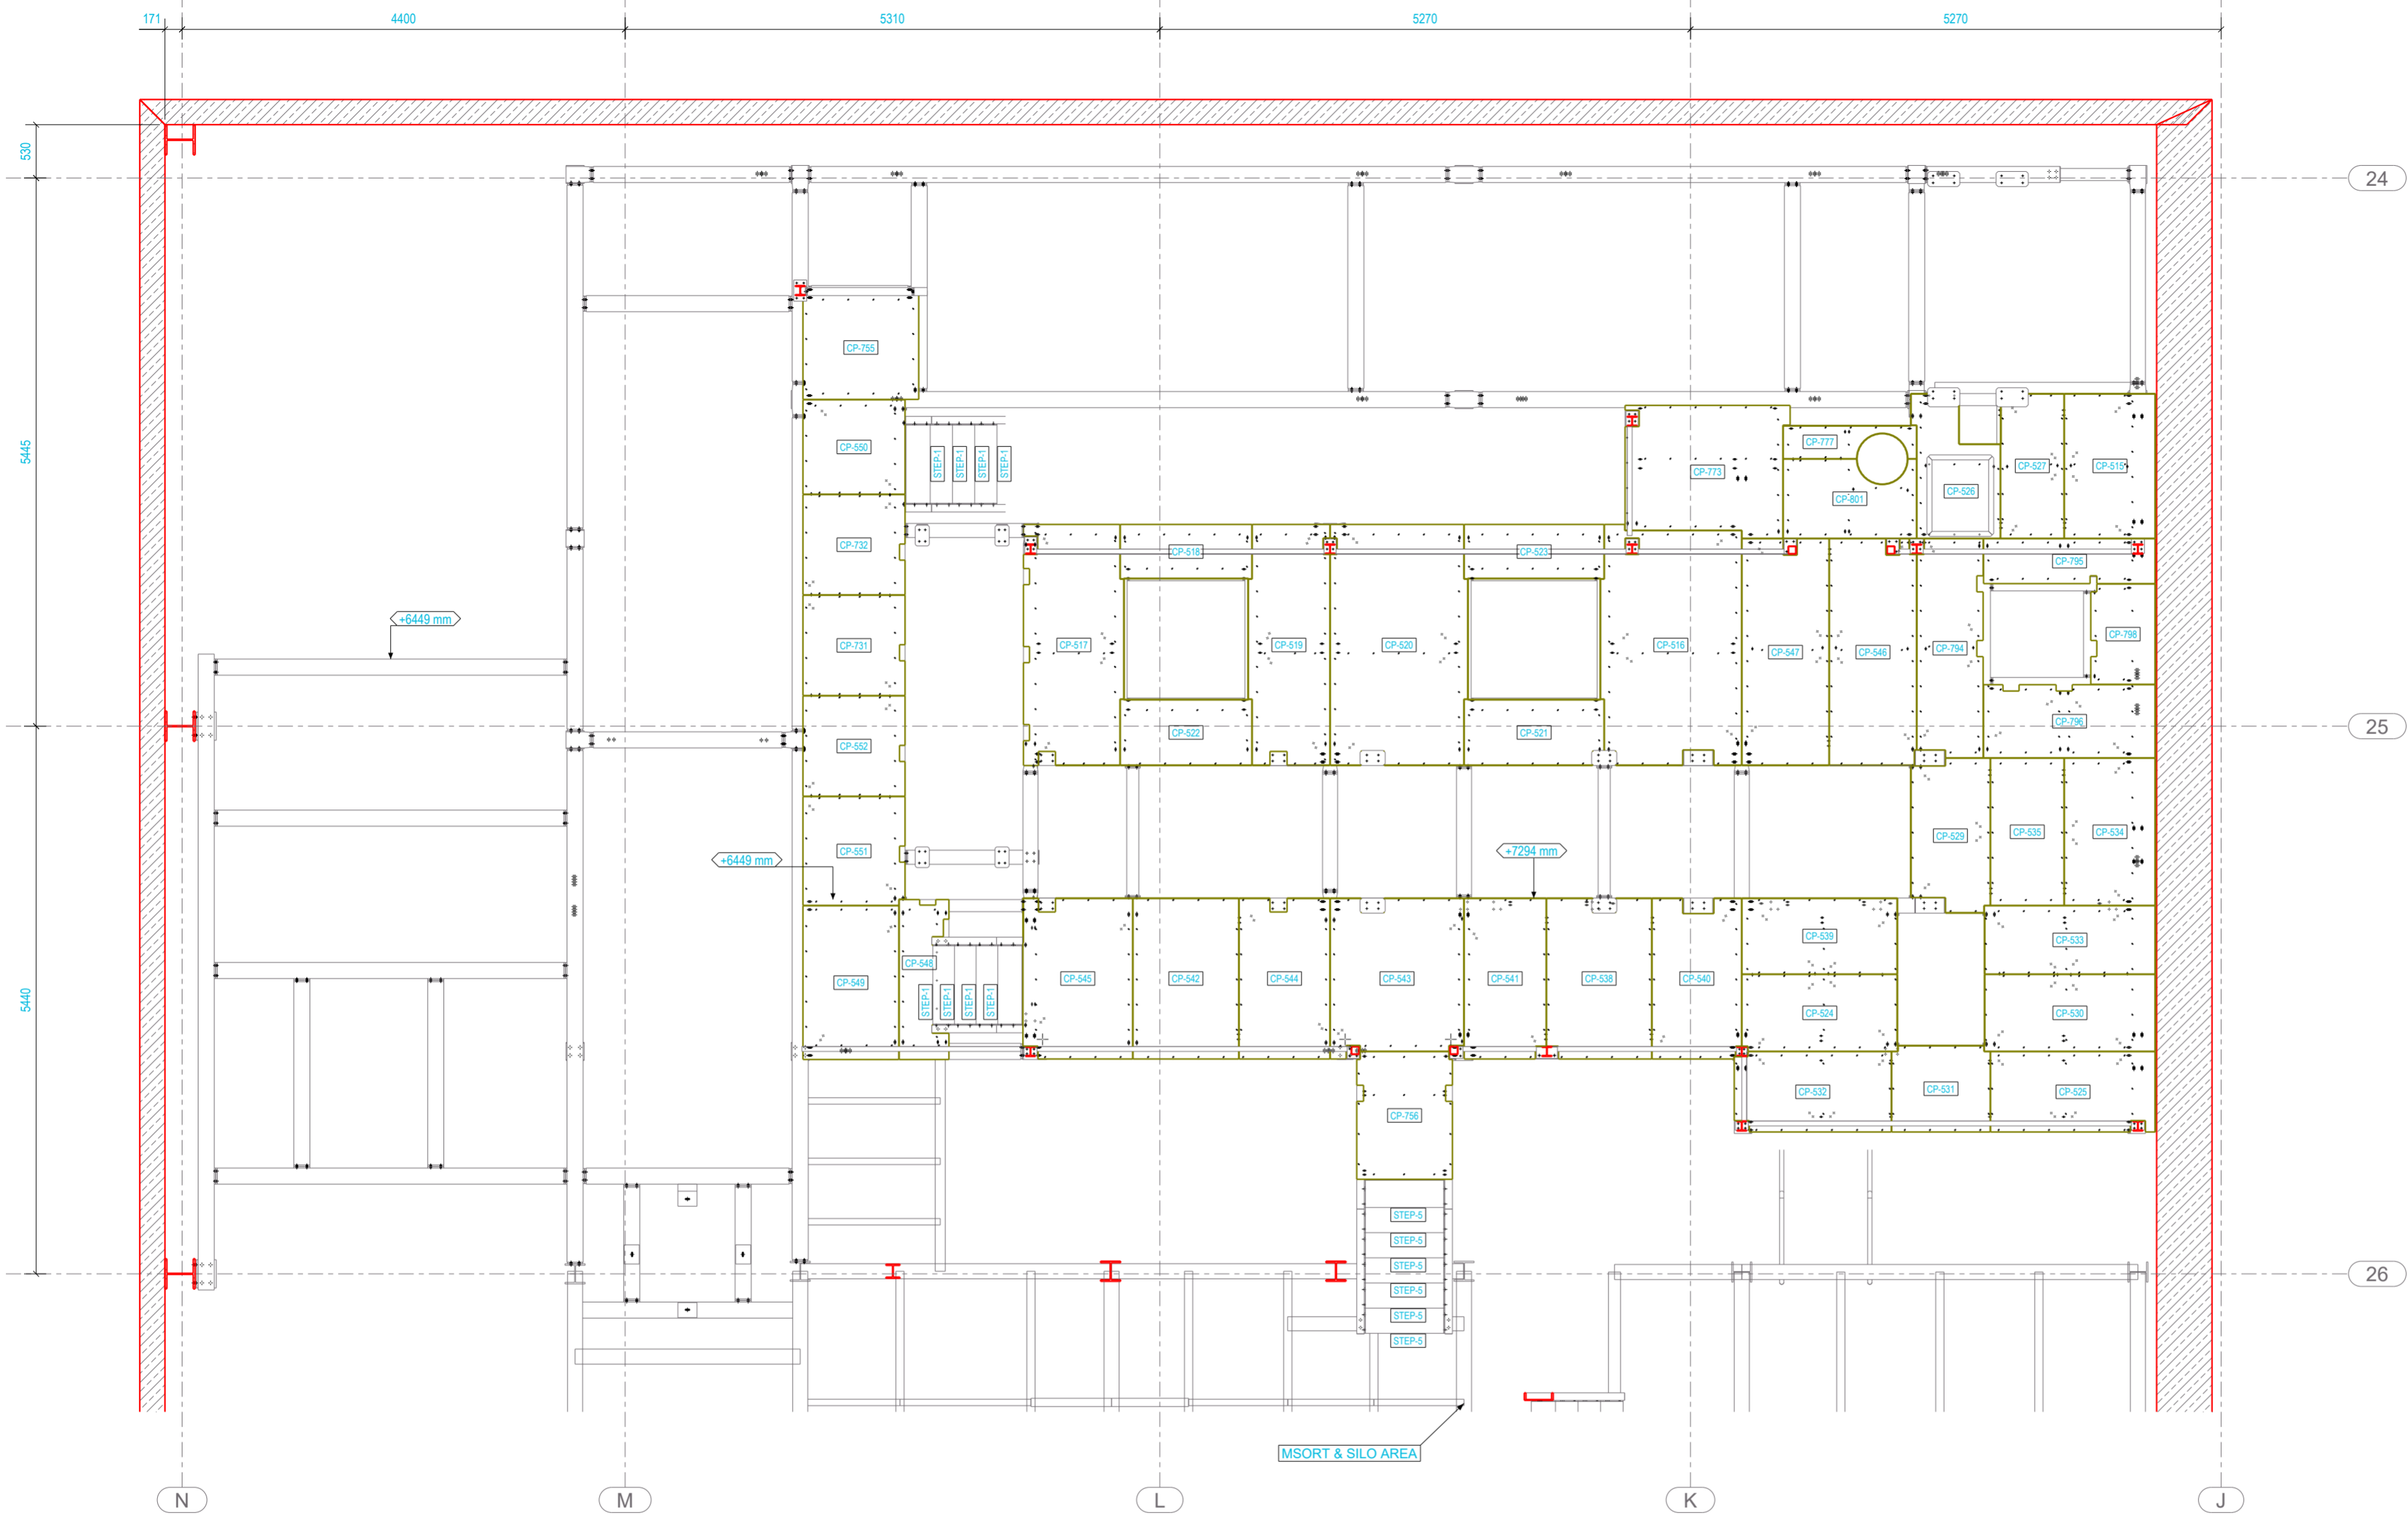 171
4400
5310
5270
5270
530
24
CP-755
5445
CP-550
STEP-1
STEP-1
STEP-1
STEP-1
CP-773
CP-777
CP-801
CP-526
CP-527
CP-515
CP-732
CP-518
CP-523
CP-795
+6449 mm
CP-731
CP-517
CP-519
CP-520
CP-516
CP-547
CP-546
CP-794
CP-798
CP-552
CP-522
CP-521
CP-796
25
CP-551
+6449 mm
+7294 mm
CP-529
CP-535
CP-534
5440
CP-549
CP-548
STEP-1
STEP-1
STEP-1
STEP-1
CP-545
CP-542
CP-544
CP-543
CP-541
CP-538
CP-540
CP-539
CP-533
CP-524
CP-530
CP-532
CP-531
CP-525
CP-756
STEP-5
STEP-5
STEP-5
STEP-5
STEP-5
STEP-5
26
MSORT & SILO AREA
N
M
L
K
J